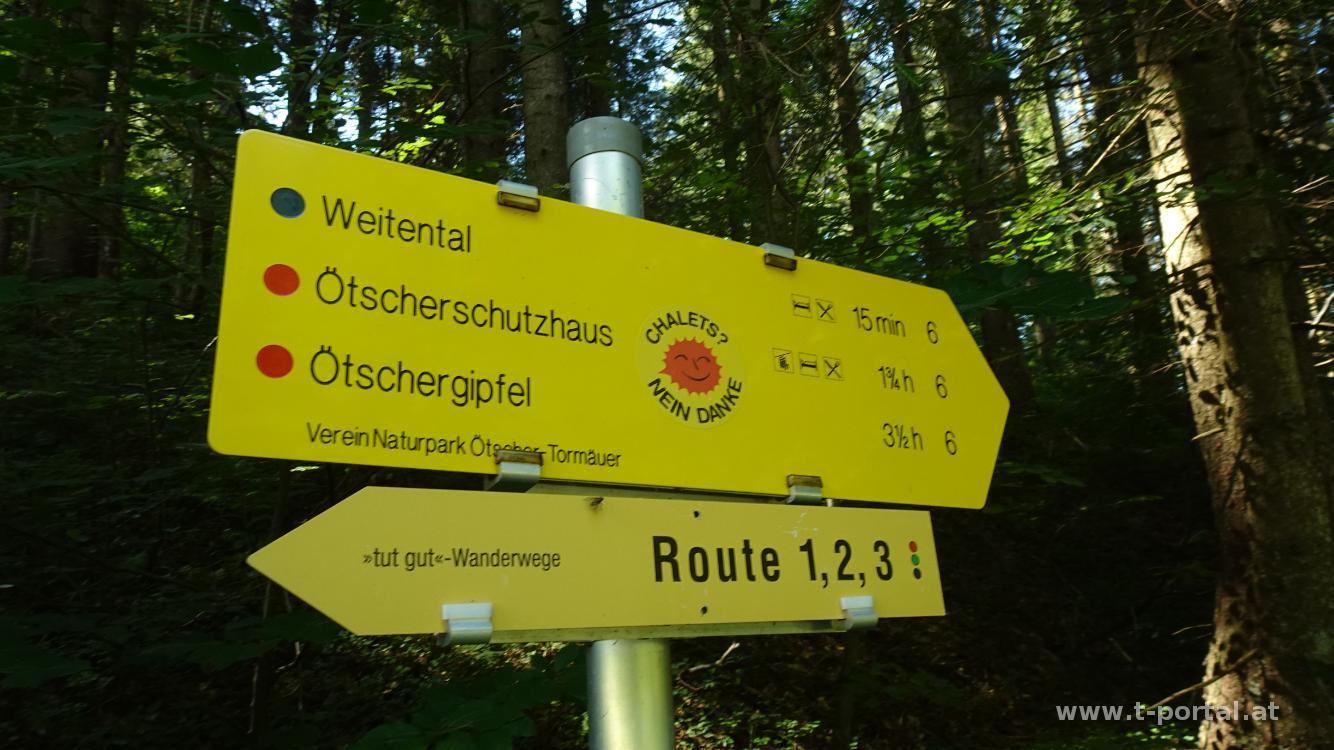 Weitental 15 min 6
Ötscherschutzhaus 1¾ h 6
Ötschergipfel 3½ h 6
CHALETS?
NEIN DANKE
Verein Naturpark Ötscher-Tormäuer
»tut gut«-Wanderwege Route 1, 2, 3
www.t-portal.at